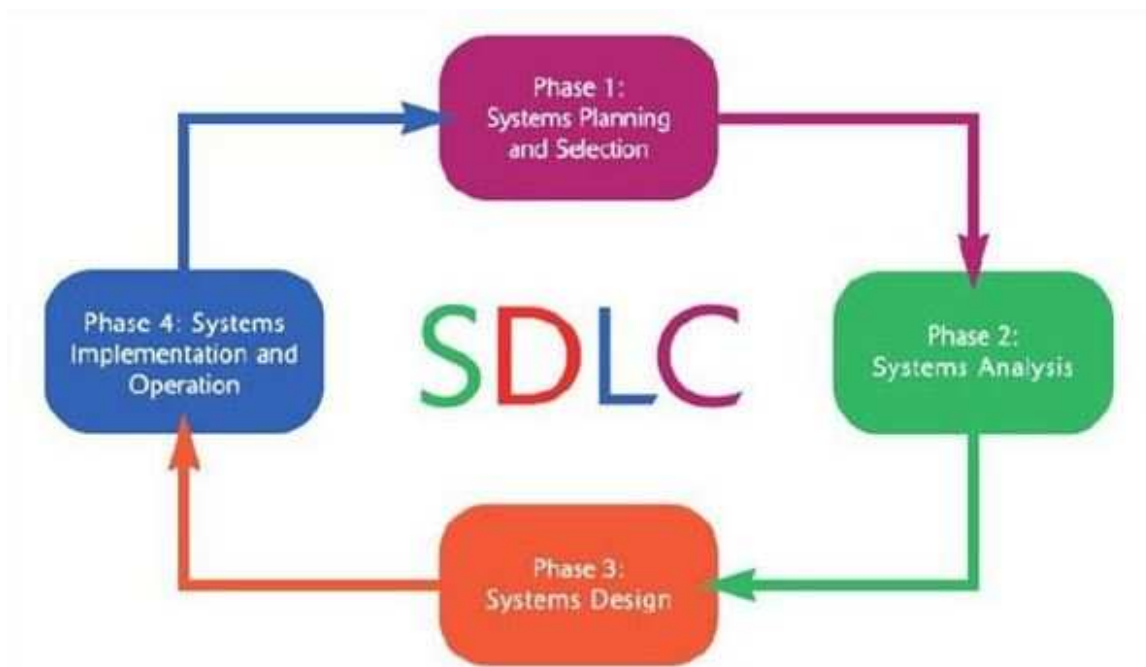 Phase 1:
Systems Planning
and Selection
Phase 4: Systems
Implementation and
Operation
SDLC
Phase 2:
Systems Analysis
Phase 3:
Systems Design